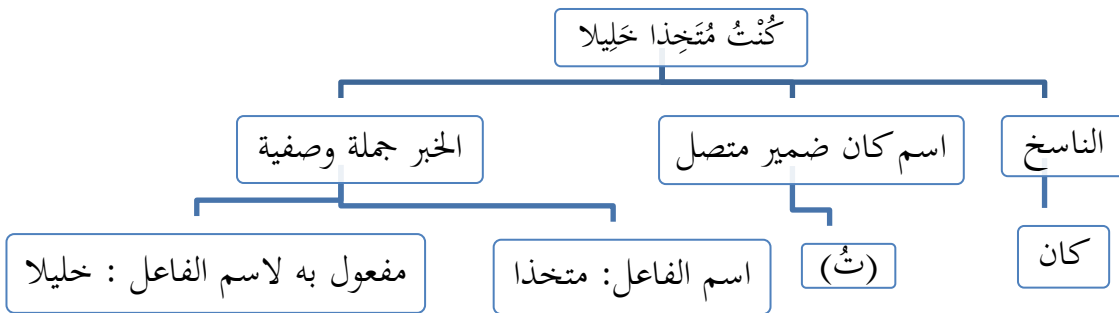 كُنْتُ مُتَخِذا خَلِيلا
الناسخ
اسم كان ضمير متصل
الخبر جملة وصفية
كان
(تُ)
اسم الفاعل: متخذا
مفعول به لاسم الفاعل : خليلا